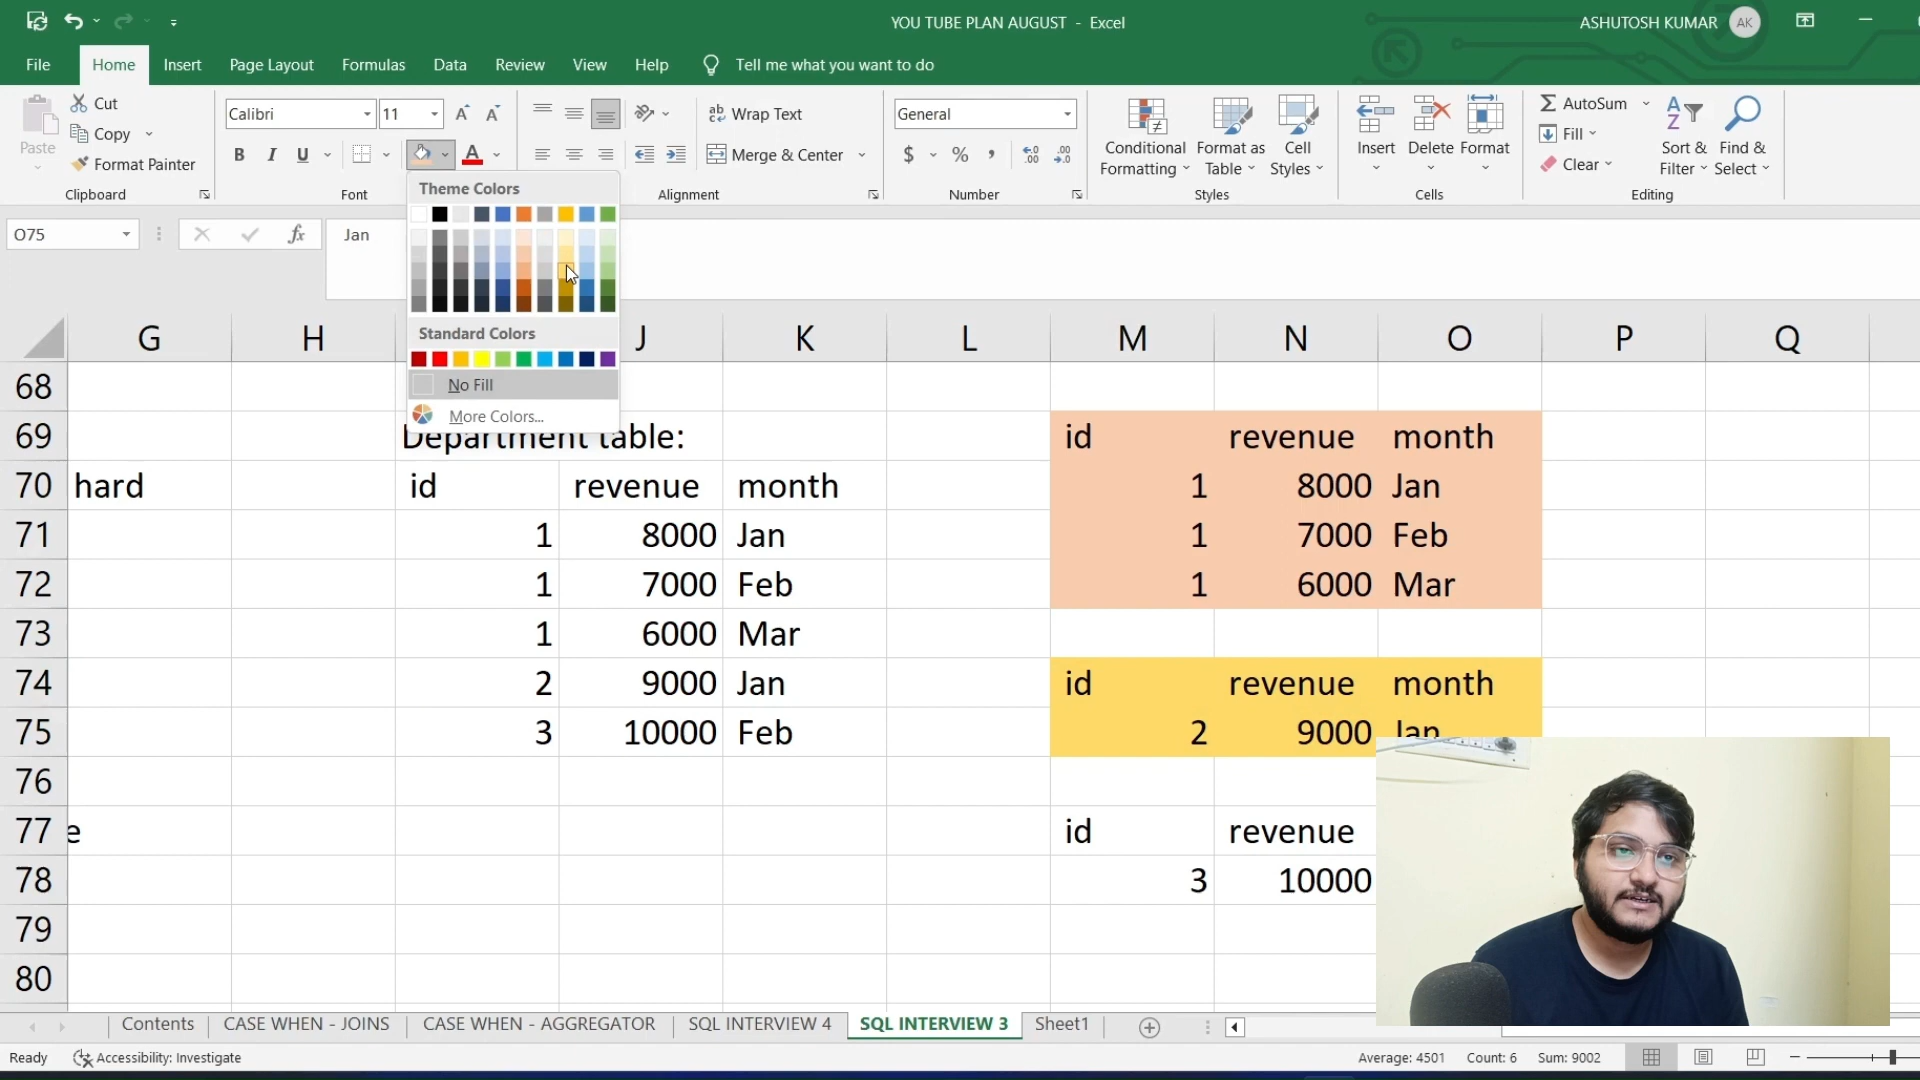 YOU TUBE PLAN AUGUST - Excel
ASHUTOSH KUMAR AK
File Home Insert Page Layout Formulas Data Review View Help Tell me what you want to do
Paste
Cut
Copy
Format Painter
Clipboard
Calibri 11
B I U A
Font
ab Wrap Text
Merge & Center
Alignment
General
$ % ,
Number
Conditional Formatting
Format as Table
Cell Styles
Styles
Insert Delete Format
Cells
AutoSum
Fill
Clear
Sort & Filter
Find & Select
Editing
Theme Colors
Standard Colors
No Fill
More Colors...
O75 fx Jan
G H J K L M N O P Q
68
69 Department table: id revenue month
70 hard id revenue month 1 8000 Jan
71 1 8000 Jan 1 7000 Feb
72 1 7000 Feb 1 6000 Mar
73 1 6000 Mar
74 2 9000 Jan id revenue month
75 3 10000 Feb 2 9000 Jan
76
77 e id revenue
78 3 10000
79
80
Contents CASE WHEN - JOINS CASE WHEN - AGGREGATOR SQL INTERVIEW 4 SQL INTERVIEW 3 Sheet1
Ready Accessibility: Investigate Average: 4501 Count: 6 Sum: 9002